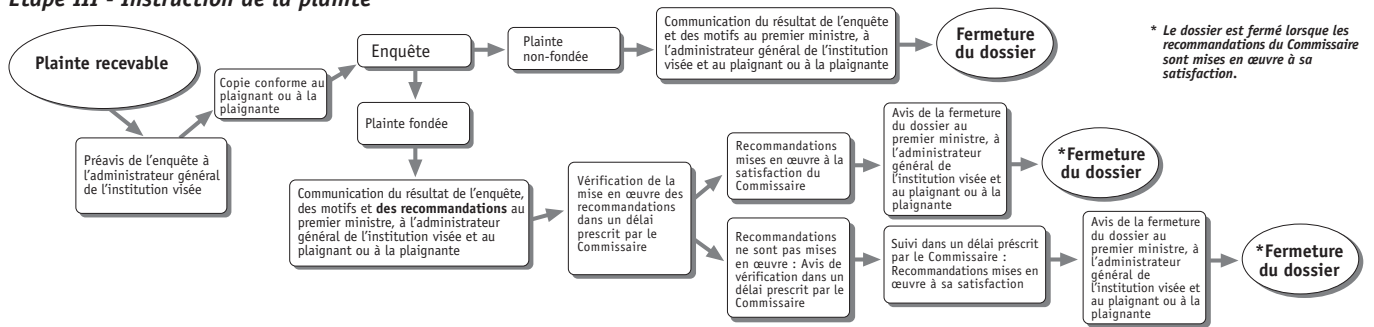 Étape III - Instruction de la plainte
Plainte recevable
Préavis de l'enquête à
l'administrateur général
de l'institution visée
Copie conforme au
plaignant ou à la
plaignante
Enquête
Plainte
non-fondée
Communication du résultat de l'enquête
et des motifs au premier ministre, à
l'administrateur général de l'institution
visée et au plaignant ou à la plaignante
Fermeture
du dossier
* Le dossier est fermé lorsque les
recommandations du Commissaire
sont mises en œuvre à sa
satisfaction.
Plainte fondée
Communication du résultat de l'enquête,
des motifs et des recommandations au
premier ministre, à l'administrateur
général de l'institution visée et au
plaignant ou à la plaignante
Vérification de la
mise en œuvre des
recommandations
dans un délai
prescrit par le
Commissaire
Recommandations
mises en œuvre à la
satisfaction du
Commissaire
Avis de la fermeture
du dossier au
premier ministre, à
l'administrateur
général de
l'institution visée et
au plaignant ou à la
plaignante
*Fermeture
du dossier
Recommandations
ne sont pas mises
en œuvre : Avis de
vérification dans un
délai prescrit par le
Commissaire
Suivi dans un délai préscrit
par le Commissaire :
Recommandations mises en
œuvre à sa satisfaction
Avis de la fermeture
du dossier au
premier ministre, à
l'administrateur
général de
l'institution visée et
au plaignant ou à la
plaignante
*Fermeture
du dossier